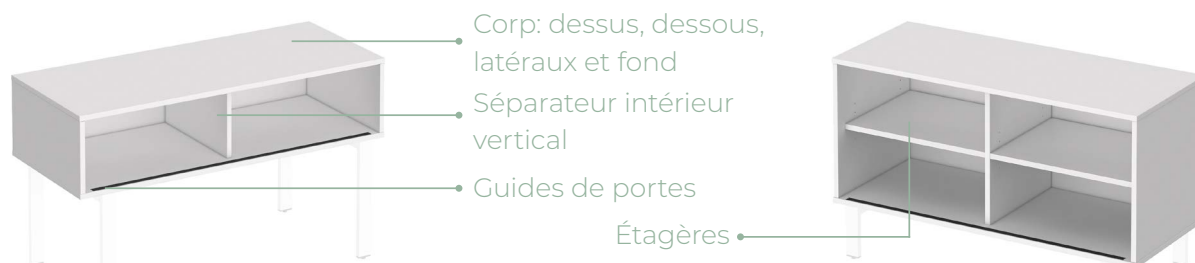 Corp: dessus, dessous,
latéraux et fond
Séparateur intérieur
vertical
Guides de portes
Étagères